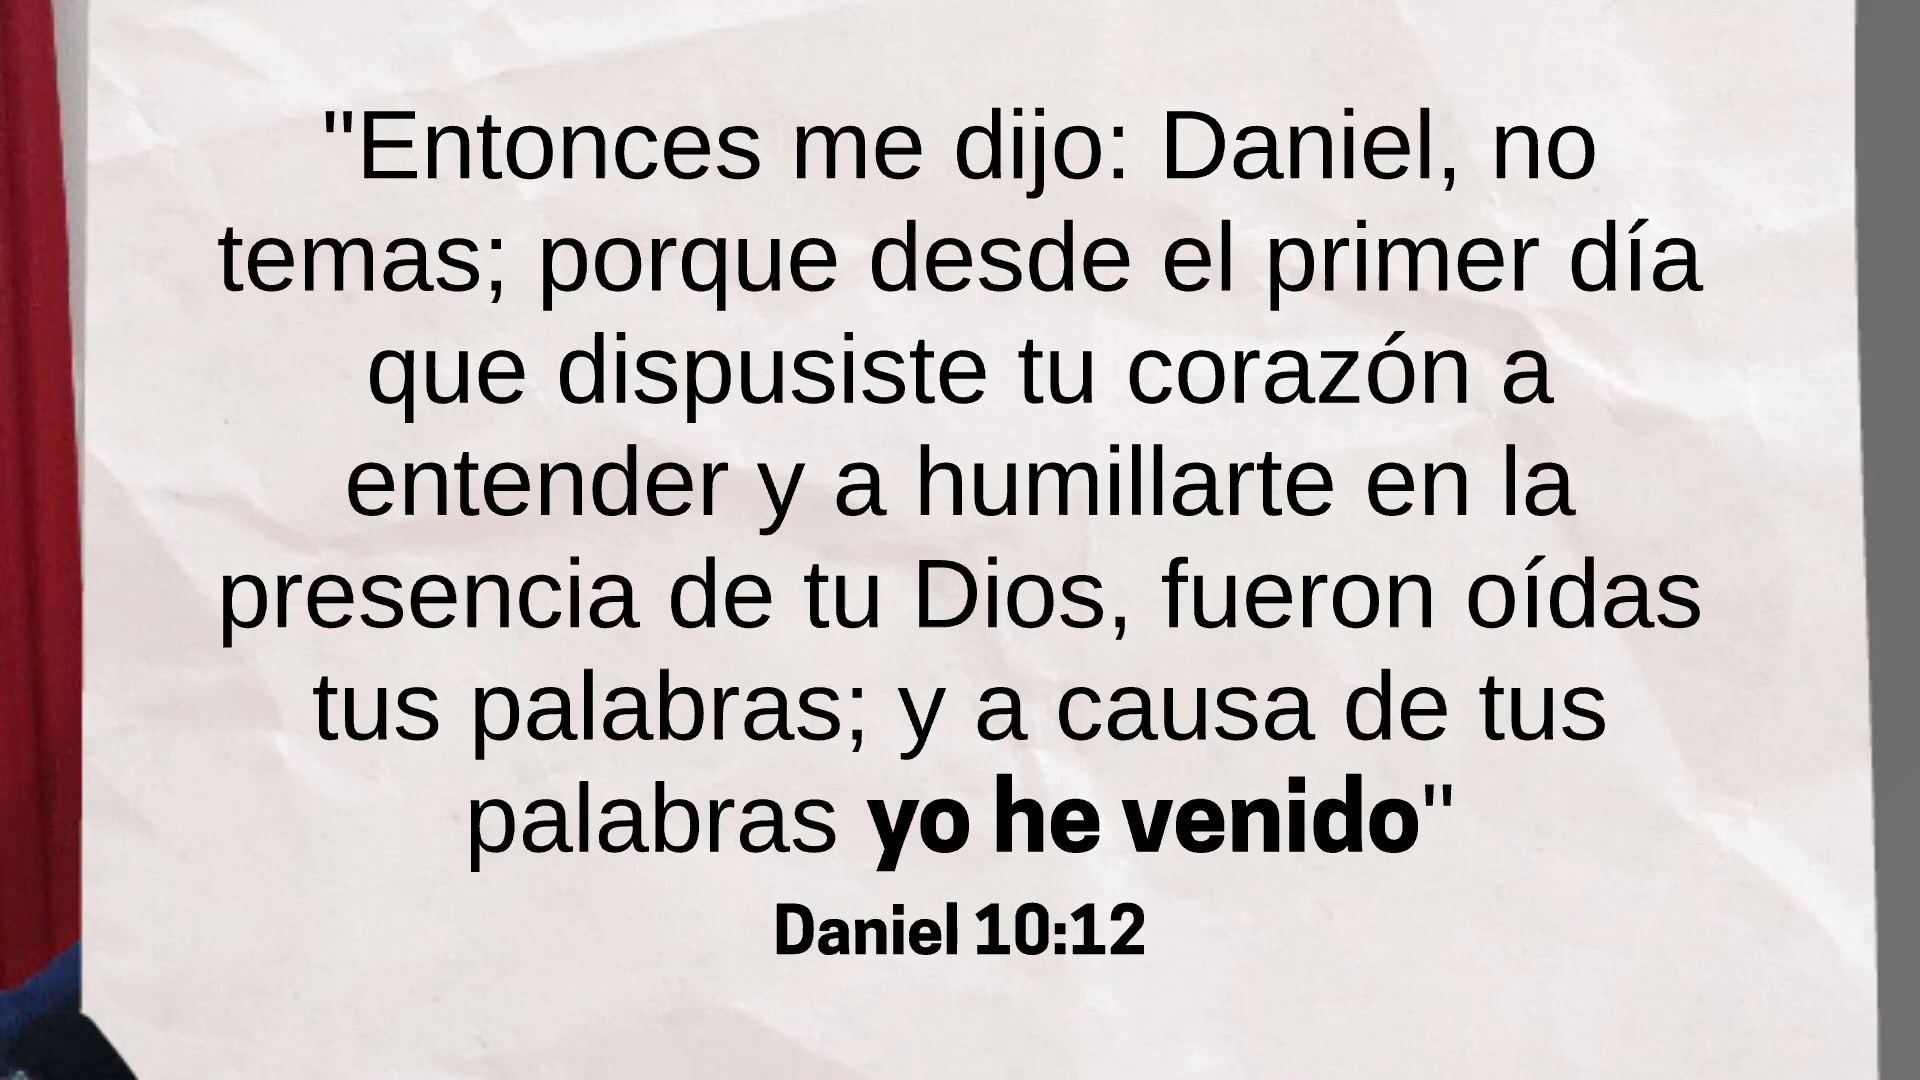 "Entonces me dijo: Daniel, no
temas; porque desde el primer día
que dispusiste tu corazón a
entender y a humillarte en la
presencia de tu Dios, fueron oídas
tus palabras; y a causa de tus
palabras yo he venido"
Daniel 10:12